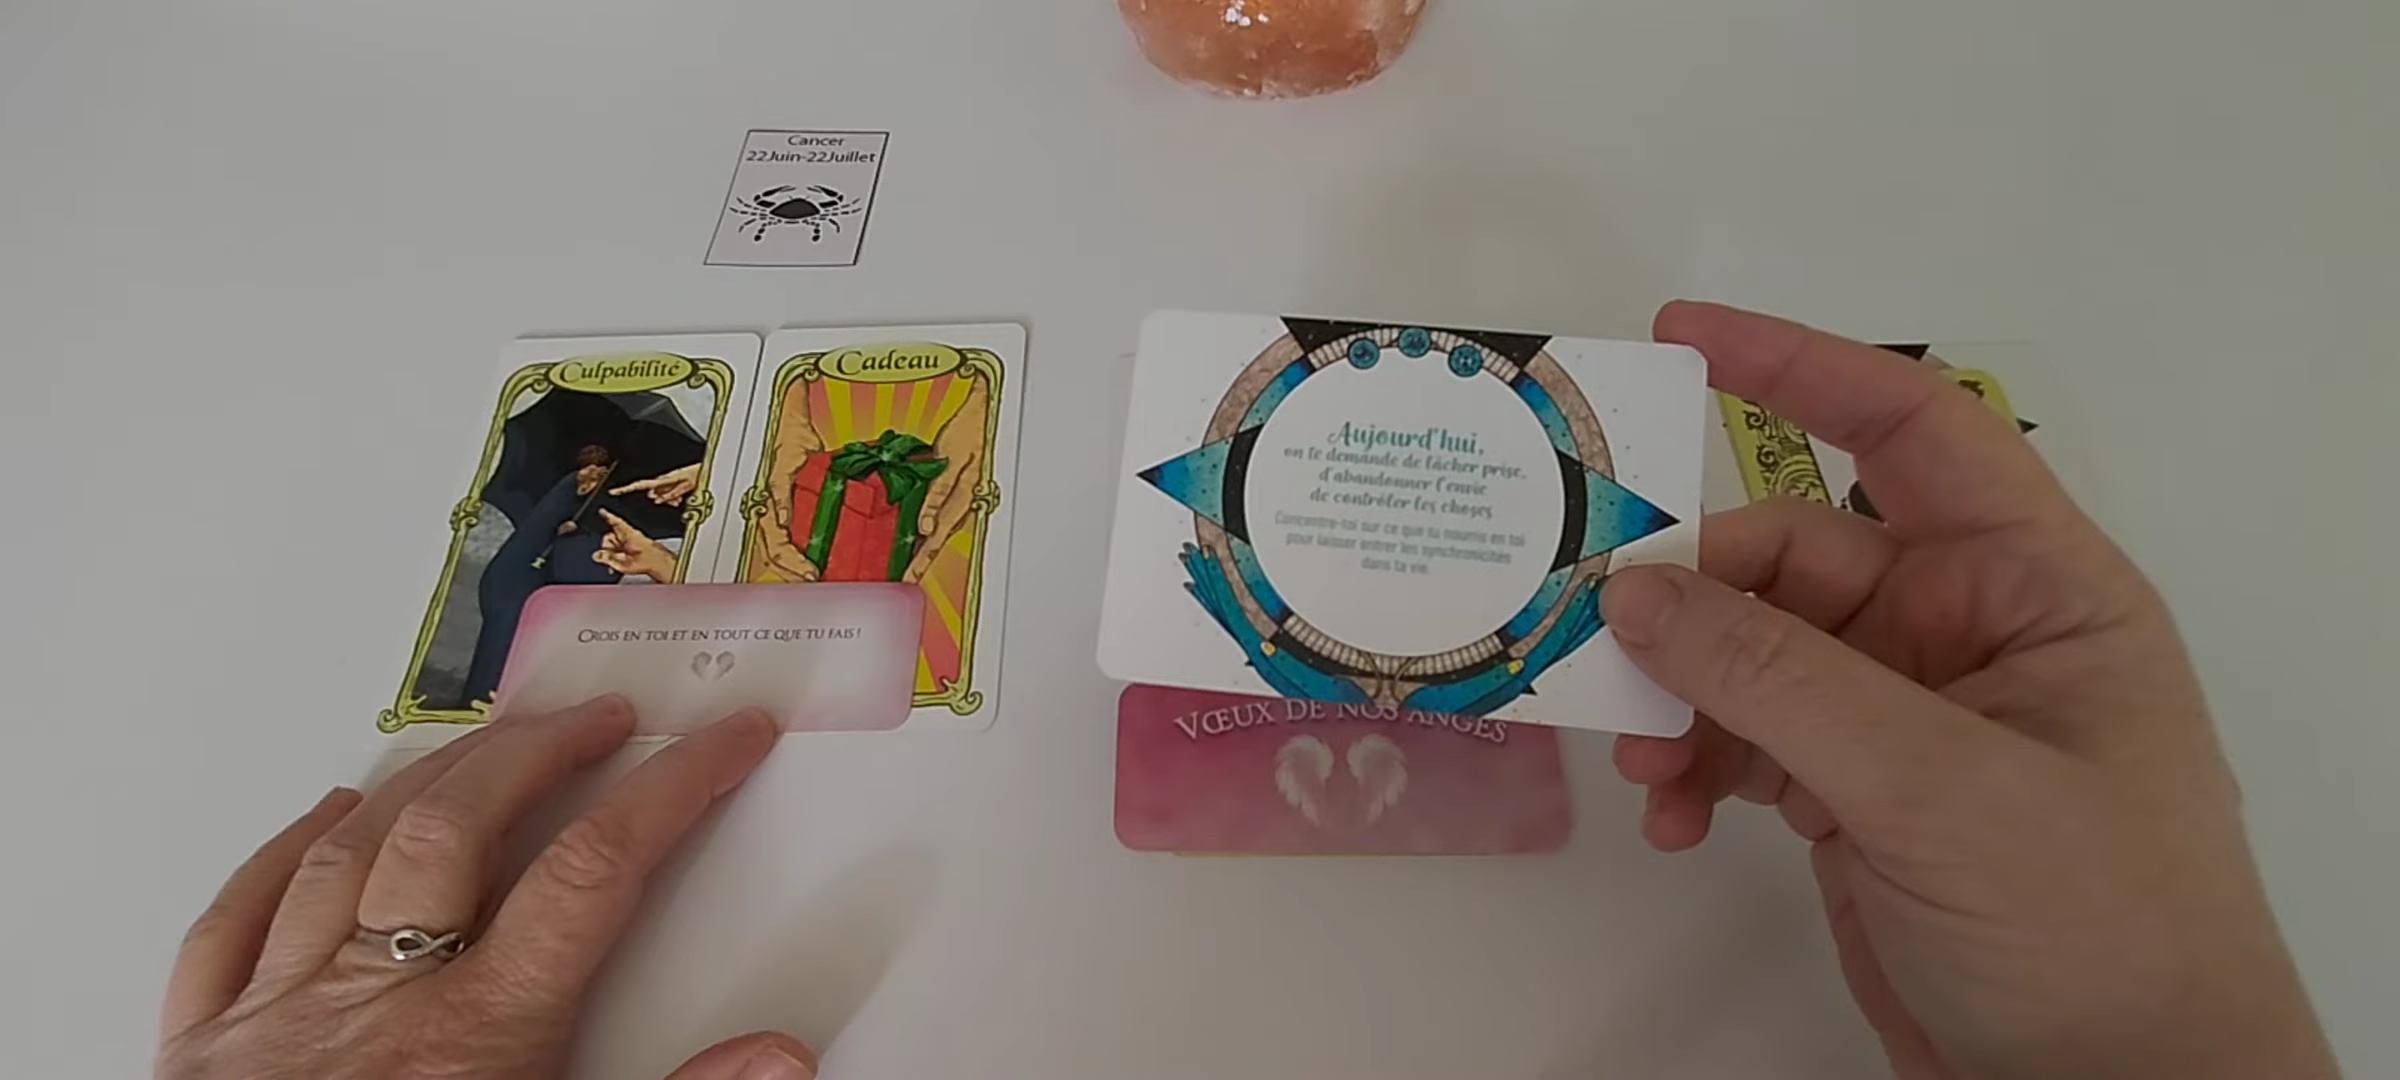 Cancer
22Juin-22Juillet
Culpabilité
Cadeau
CROIS EN TOI ET EN TOUT CE QUE TU FAIS !
Aujourd'hui,
on te demande de lâcher prise,
d'abandonner l'envie
de contrôler les choses
Concentre-toi sur ce que tu nourris en toi
pour laisser entrer les synchronicités
dans ta vie.
VŒUX DE NOS ANGES